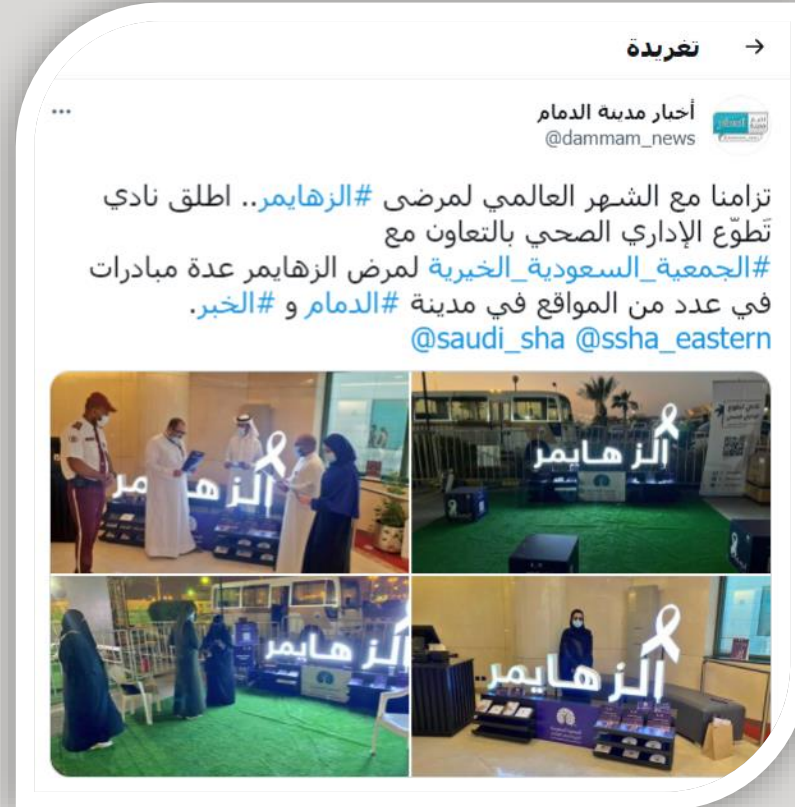 تغريدة
أخبار مدينة الدمام
@dammam_news
تزامنا مع الشهر العالمي لمرضى #الزهايمر.. اطلق نادي
تَطوّع الإداري الصحي بالتعاون مع
#الجمعية_السعودية_الخيرية لمرض الزهايمر عدة مبادرات
في عدد من المواقع في مدينة #الدمام و #الخبر.
@saudi_sha @ssha_eastern
الزهايمر
الزهايمر
الزهايمر
الزهايمر